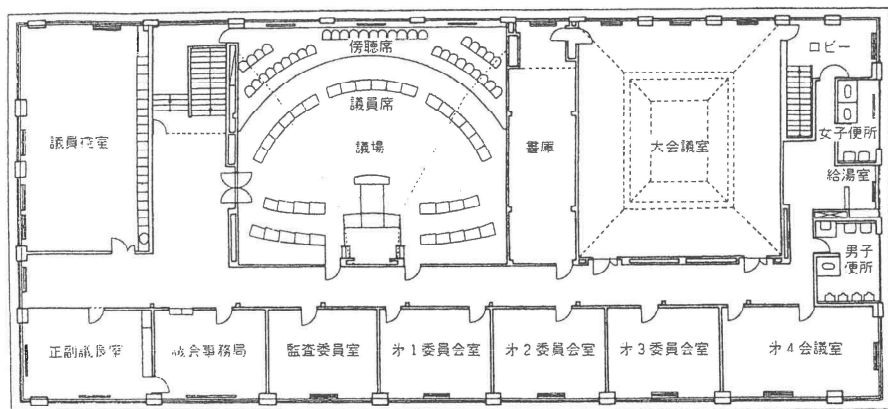 傍聴席
ロビー
議員席
議員控室
議場
書庫
大会議室
女子便所
給湯室
男子
便所
正副議長室
議会事務局
監査委員室
才1委員会室
才2委員会室
才3委員会室
才4会議室